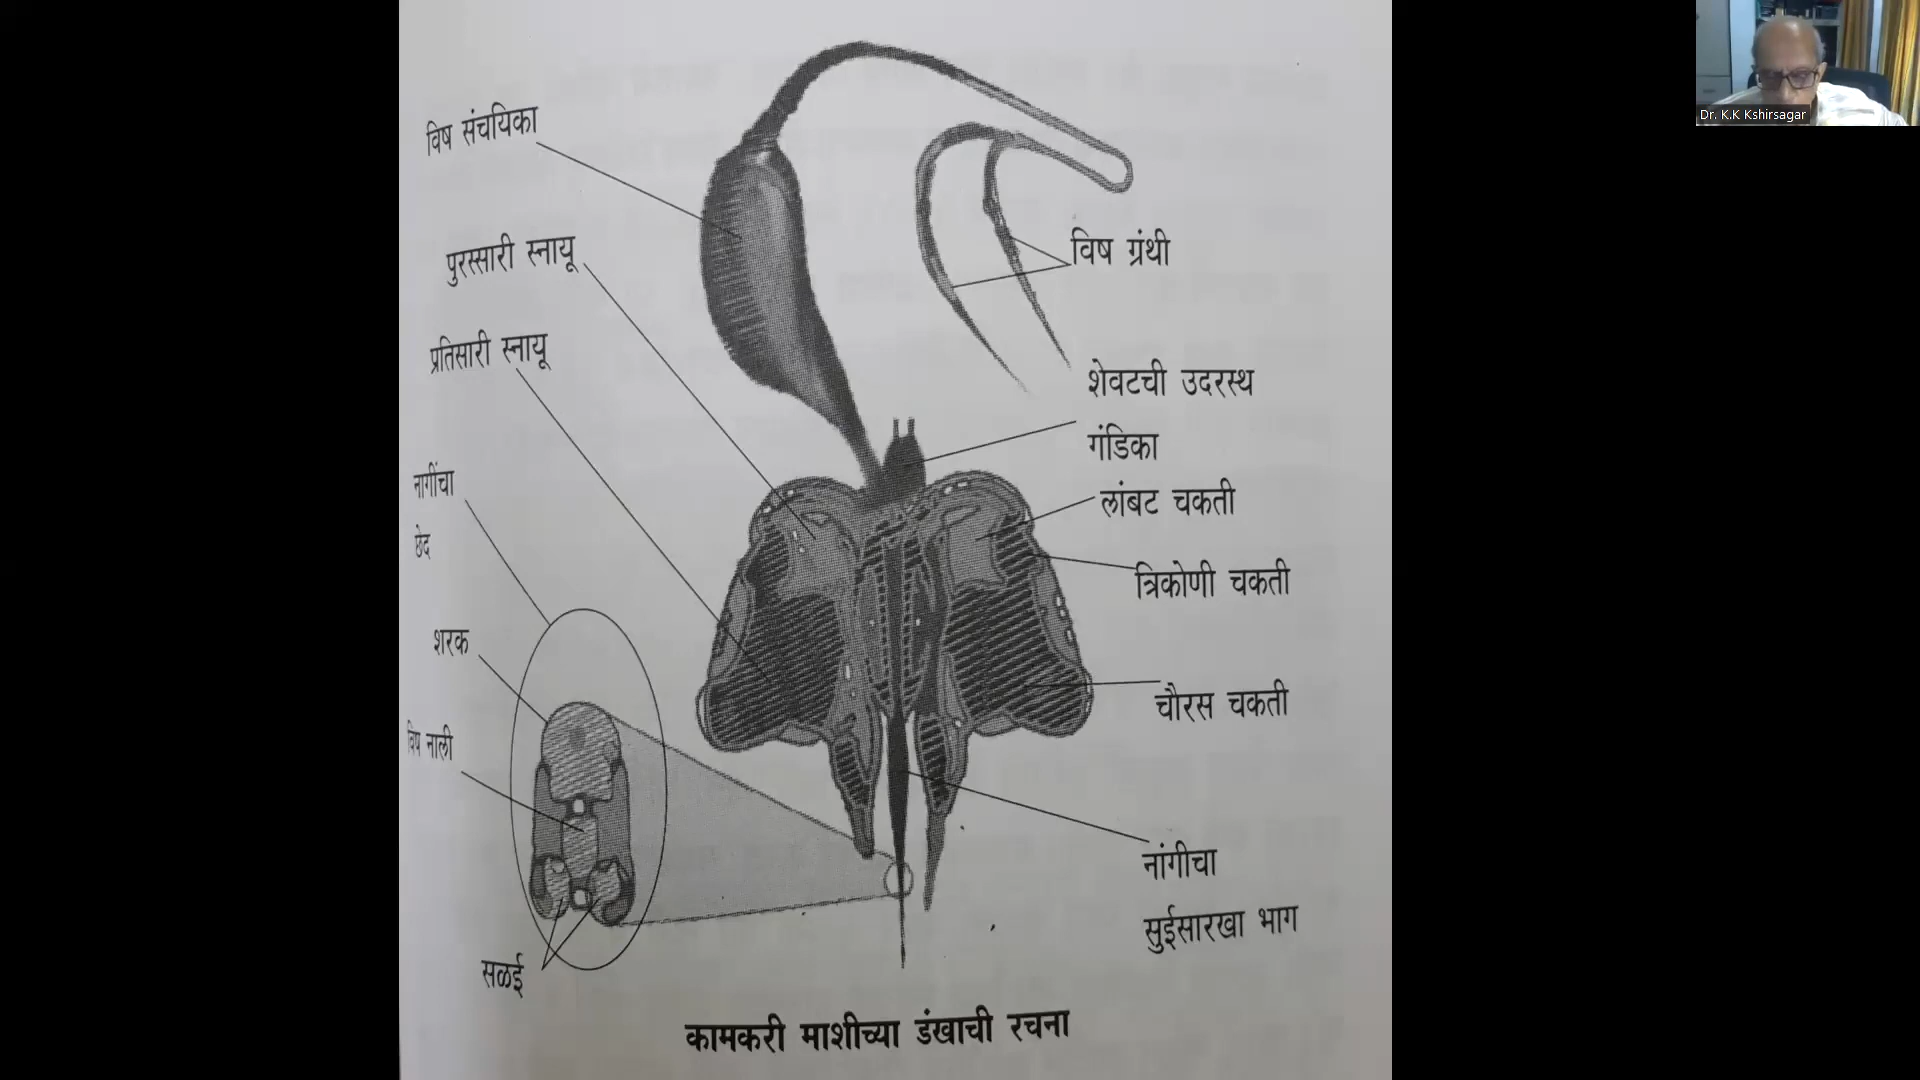 Dr. K.K Kshirsagar
विष संचयिका
पुरस्सारी स्नायू
विष ग्रंथी
प्रतिसारी स्नायू
शेवटची उदरस्थ
गंडिका
नागींचा
छेद
लांबट चकती
त्रिकोणी चकती
शरक
चौरस चकती
विष नाली
नांगीचा
सुईसारखा भाग
सळई
कामकरी माशीच्या डंखाची रचना